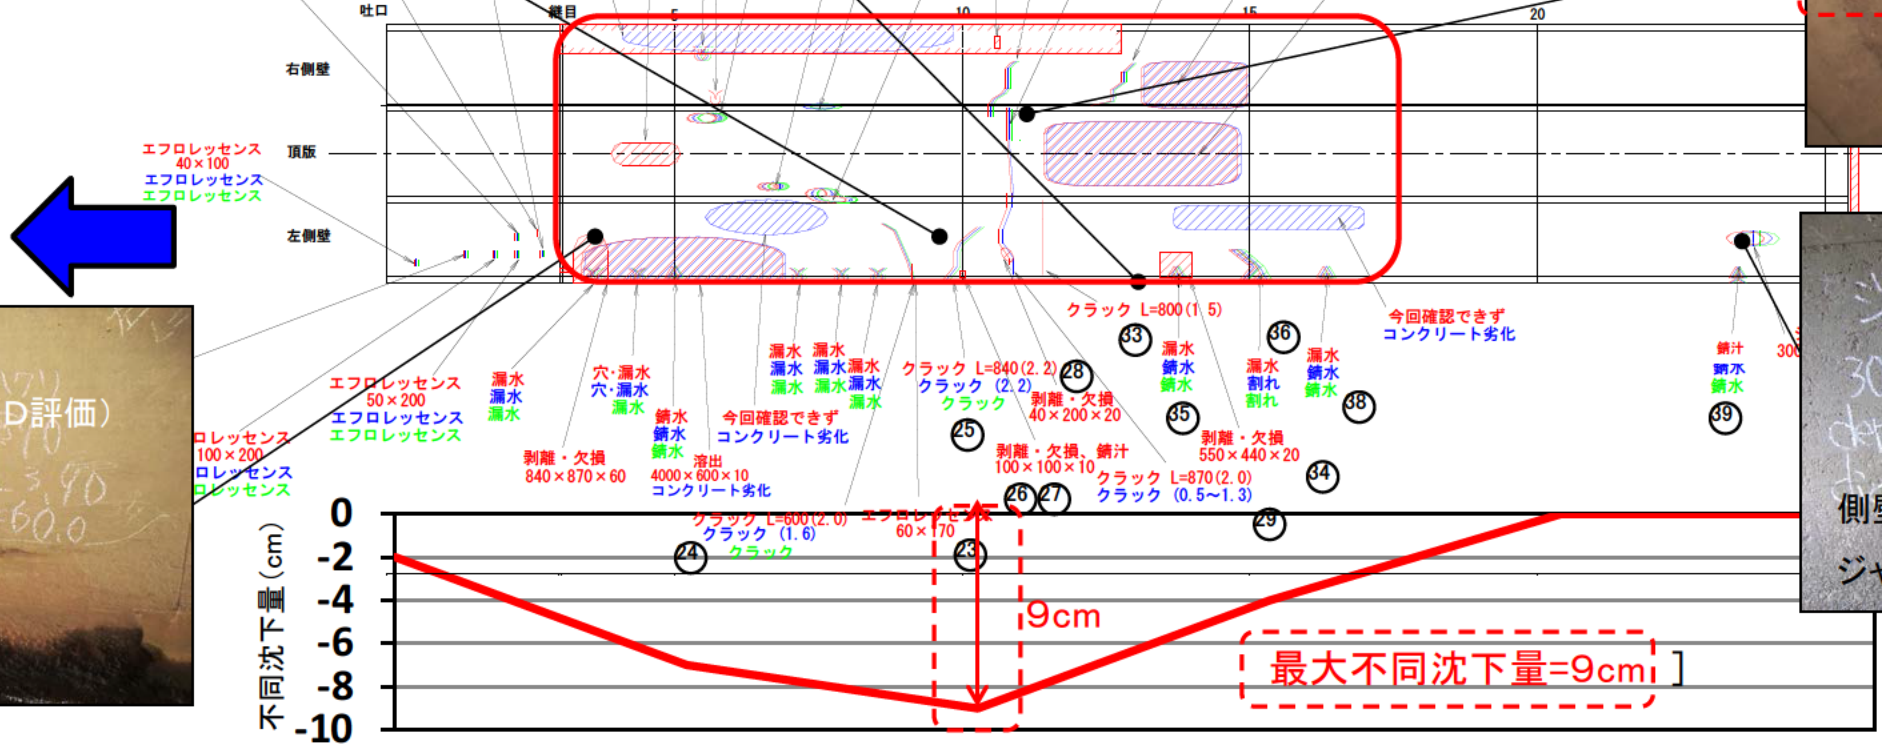 吐口
継目
5
10
15
20
右側壁
頂版
左側壁
エフロレッセンス
40×100
エフロレッセンス
エフロレッセンス
エフロレッセンス
50×200
エフロレッセンス
エフロレッセンス
ロレッセンス
100×200
ロレッセンス
ロレッセンス
漏水
漏水
漏水
剥離・欠損
840×870×60
穴・漏水
穴・漏水
漏水
錆水
錆水
錆水
溶出
4000×600×10
コンクリート劣化
今回確認できず
コンクリート劣化
漏水
漏水
漏水
漏水
漏水
漏水
漏水
漏水
漏水
クラック L=840(2.2)
クラック (2.2)
クラック
25
クラック L=800(1.5)
33
28
剥離・欠損
40×200×20
剥離・欠損、錆汁
100×100×10
26
27
クラック L=870(2.0)
クラック (0.5～1.3)
漏水
錆水
錆水
35
剥離・欠損
550×440×20
34
29
36
漏水
割れ
割れ
漏水
錆水
錆水
38
今回確認できず
コンクリート劣化
錆汁
錆水
錆水
39
300
D評価)
60.0
側壁
ジャ
クラック L=600(2.0)
クラック (1.6)
クラック
エフロレッセンス
60×170
24
23
不同沈下量(cm)
0
-2
-4
-6
-8
-10
9cm
最大不同沈下量=9cm
]